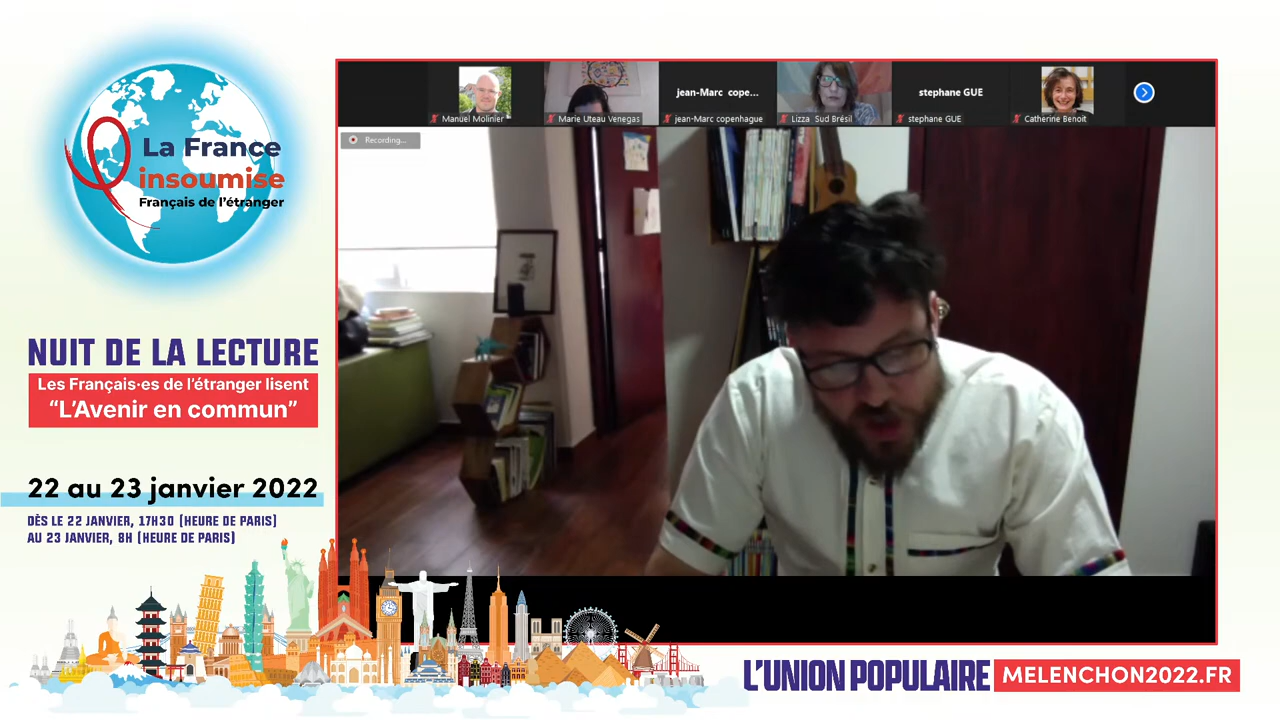 La France
insoumise
Français de l'étranger
NUIT DE LA LECTURE
Les Français·es de l'étranger lisent
“L'Avenir en commun”
22 au 23 janvier 2022
DÈS LE 22 JANVIER, 17H30 (HEURE DE PARIS)
AU 23 JANVIER, 8H (HEURE DE PARIS)
Manuel Molinier
Marie Uteau Venegas
jean-Marc cope...
jean-Marc copenhague
Lizza Sud Brésil
stephane GUE
stephane GUE
Catherine Benoit
Recording...
L'UNION POPULAIRE
MELENCHON2022.FR